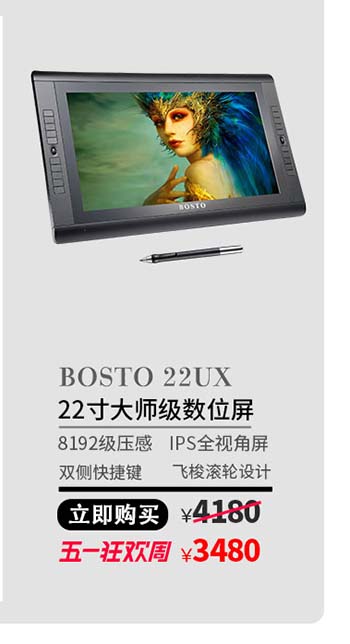 BOSTO
BOSTO 22UX
22寸大师级数位屏
8192级压感 IPS全视角屏
双侧快捷键 飞梭滚轮设计
立即购买 ¥4180
五一狂欢周 ¥3480